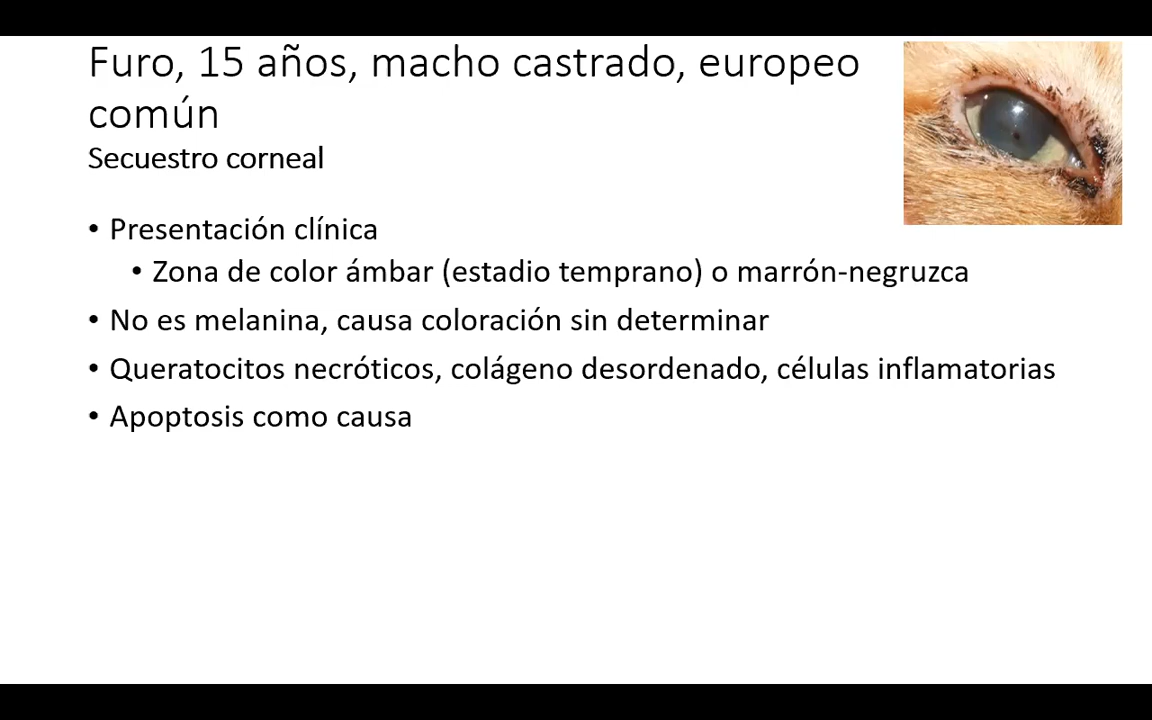 Furo, 15 años, macho castrado, europeo
común
Secuestro corneal
• Presentación clínica
• Zona de color ámbar (estadio temprano) o marrón-negruzca
• No es melanina, causa coloración sin determinar
• Queratocitos necróticos, colágeno desordenado, células inflamatorias
• Apoptosis como causa